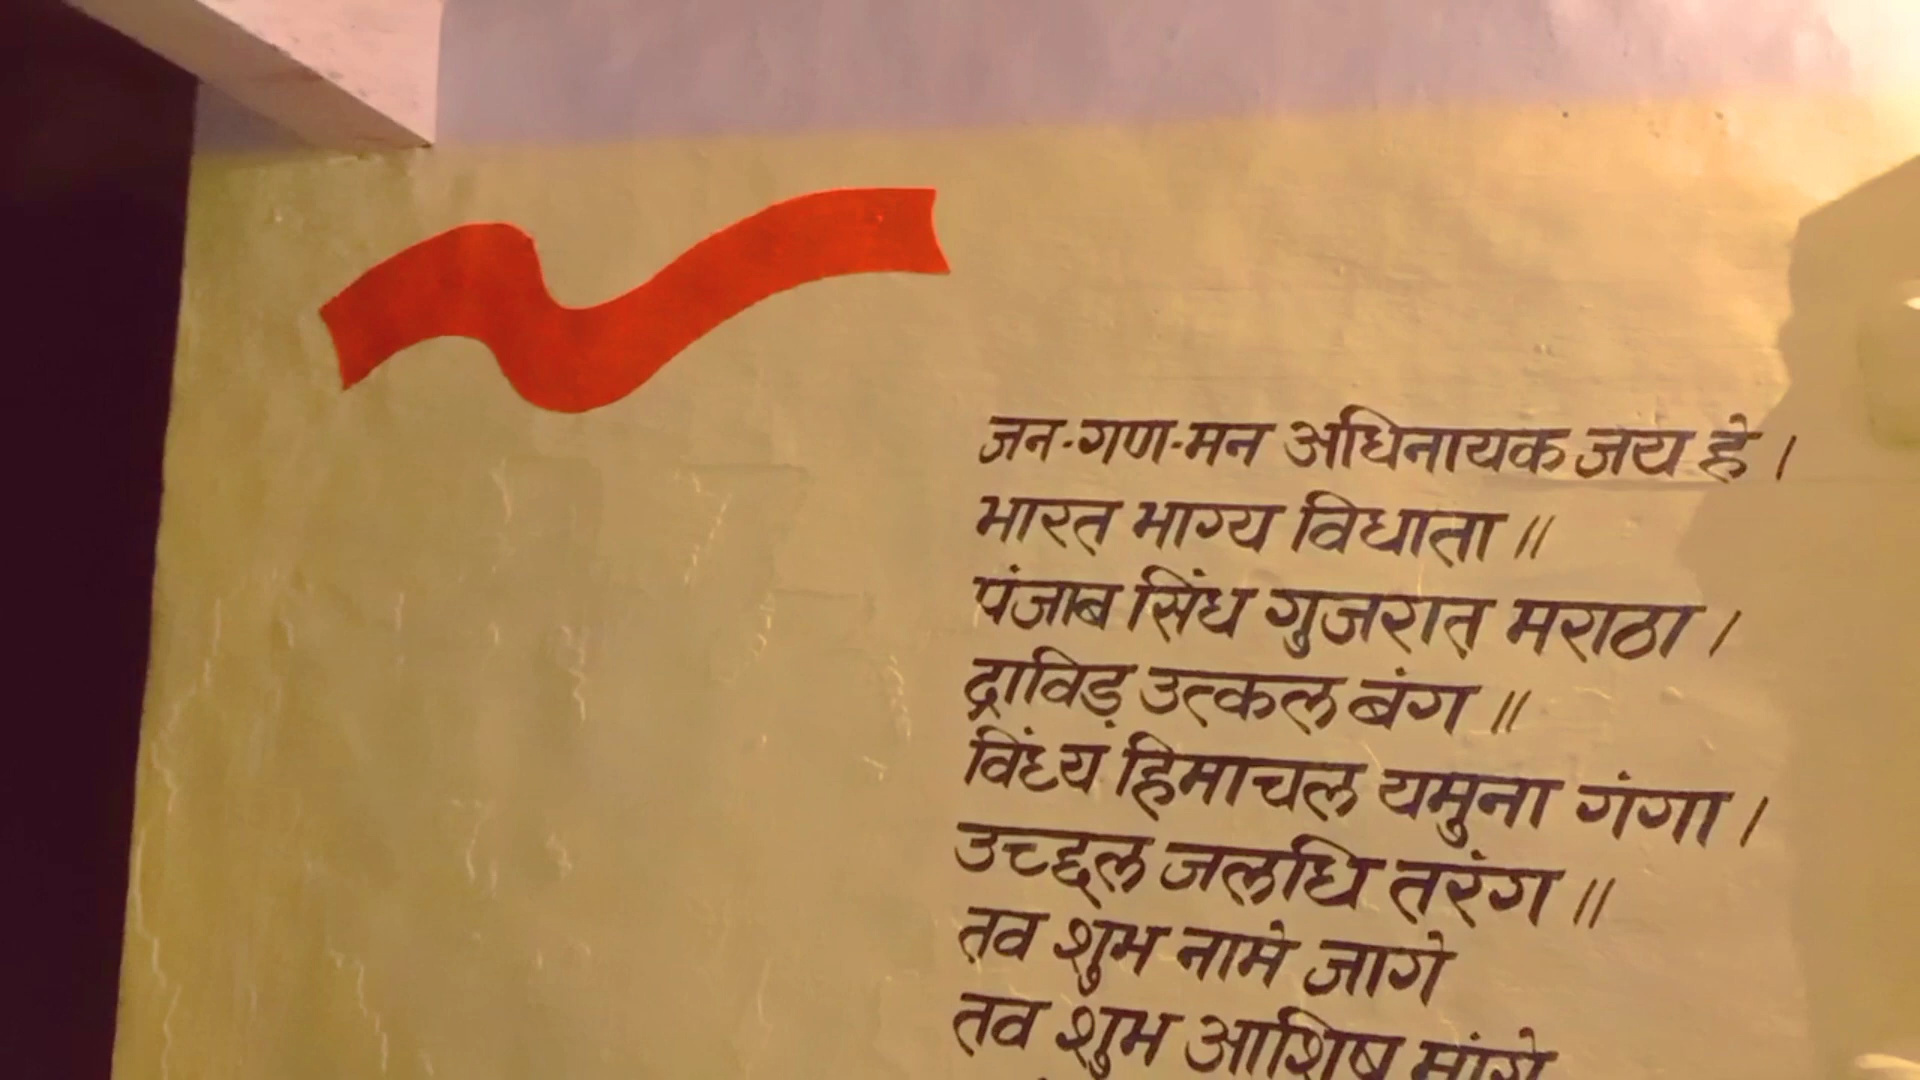 जन-गण-मन अधिनायक जय हे।
भारत भाग्य विधाता॥
पंजाब सिंध गुजरात मराठा।
द्राविड़ उत्कल बंग॥
विंध्य हिमाचल यमुना गंगा।
उच्द्दल जलधि तरंग॥
तव शुभ नामे जागे
तव शुभ आशिष मांगे